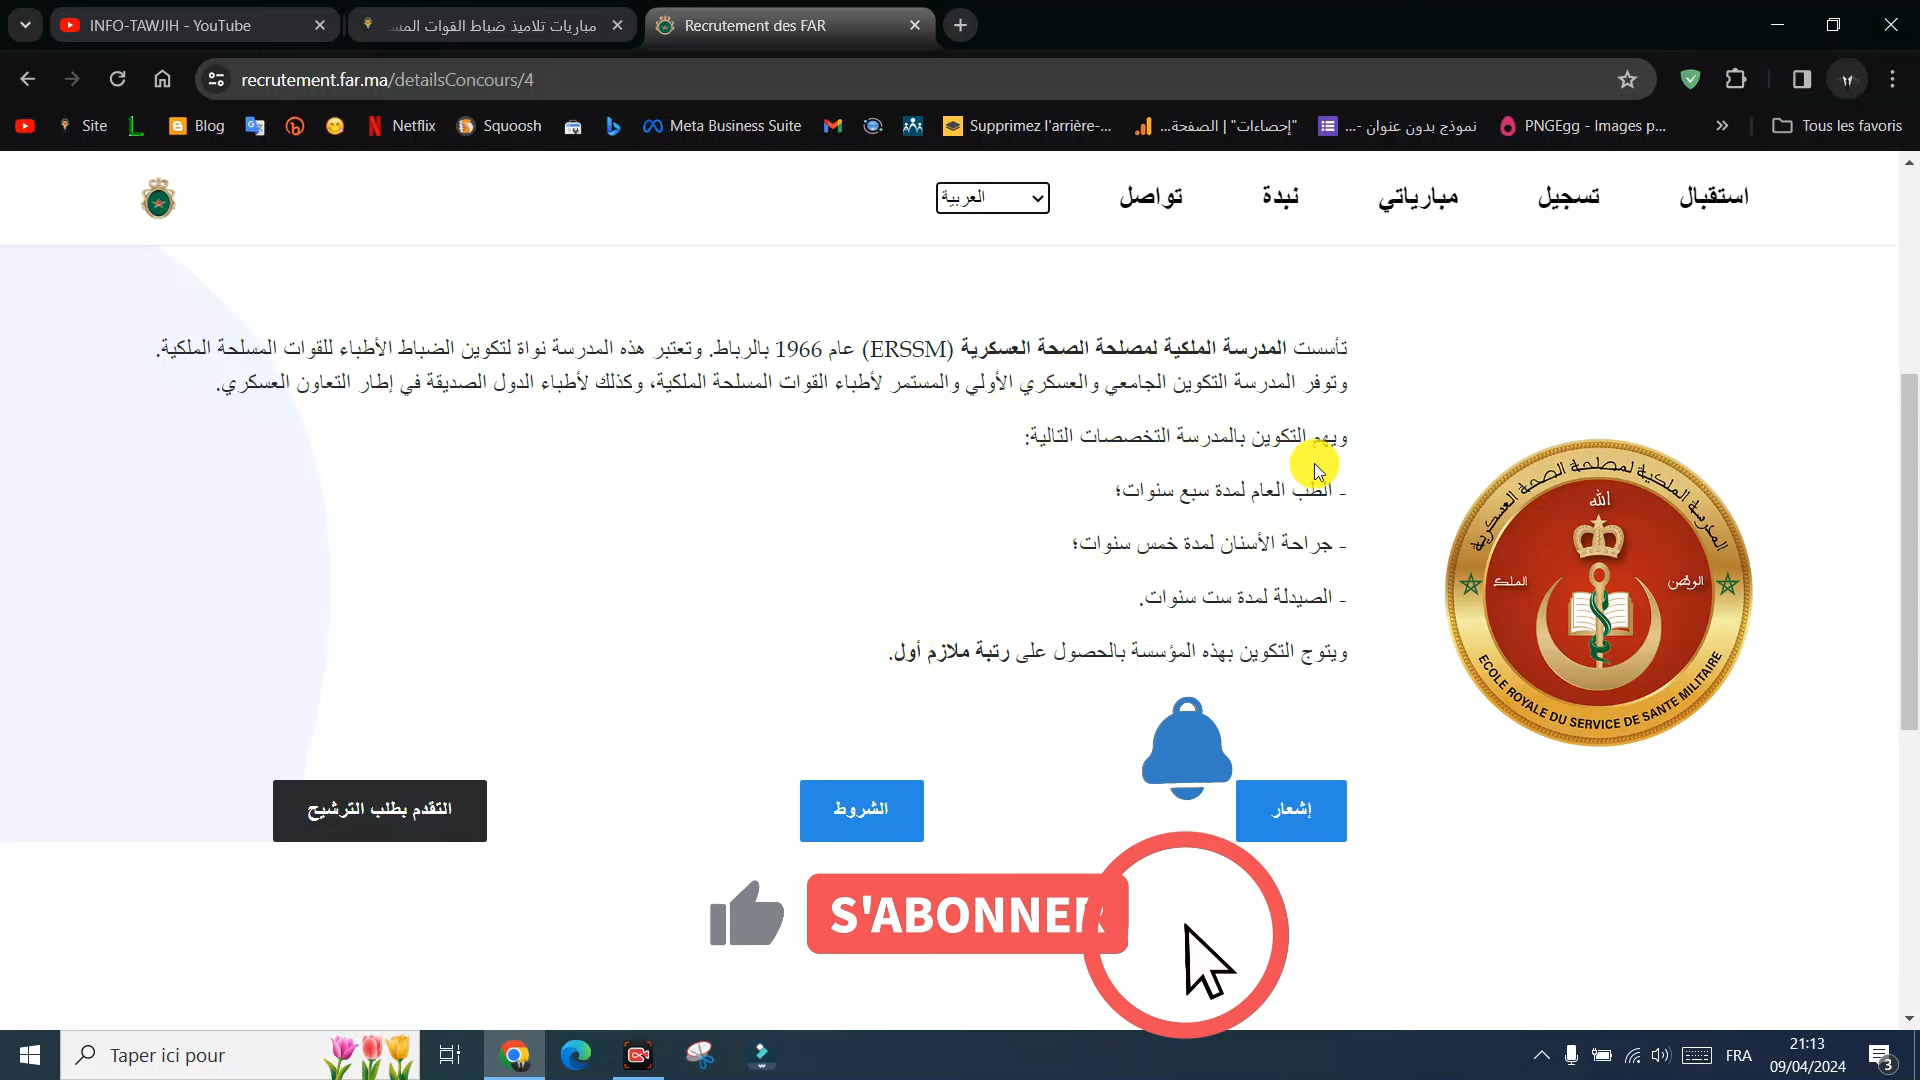 INFO-TAWJIH - YouTube
مباريات تلاميذ ضباط القوات المس
Recrutement des FAR
recrutement.far.ma/detailsConcours/4
Site
Blog
Netflix
Squoosh
Meta Business Suite
Supprimez l'arrière-...
إحصاءات" | الصفحة..."
نموذج بدون عنوان -...
PNGEgg - Images p...
Tous les favoris
استقبال
تسجيل
مبارياتي
نبدة
تواصل
العربية
تأسست المدرسة الملكية لمصلحة الصحة العسكرية (ERSSM) عام 1966 بالرباط. وتعتبر هذه المدرسة نواة لتكوين الضباط الأطباء للقوات المسلحة الملكية.
وتوفر المدرسة التكوين الجامعي والعسكري الأولي والمستمر لأطباء القوات المسلحة الملكية، وكذلك لأطباء الدول الصديقة في إطار التعاون العسكري.
ويهم التكوين بالمدرسة التخصصات التالية:
- الطب العام لمدة سبع سنوات؛
- جراحة الأسنان لمدة خمس سنوات؛
- الصيدلة لمدة ست سنوات.
ويتوج التكوين بهذه المؤسسة بالحصول على رتبة ملازم أول.
المدرسة الملكية لمصلحة الصحة العسكرية
الله
الوطن
الملك
ECOLE ROYALE DU SERVICE DE SANTE MILITAIRE
إشعار
الشروط
التقدم بطلب الترشيح
S'ABONNER
Taper ici pour
FRA
21:13
09/04/2024
3